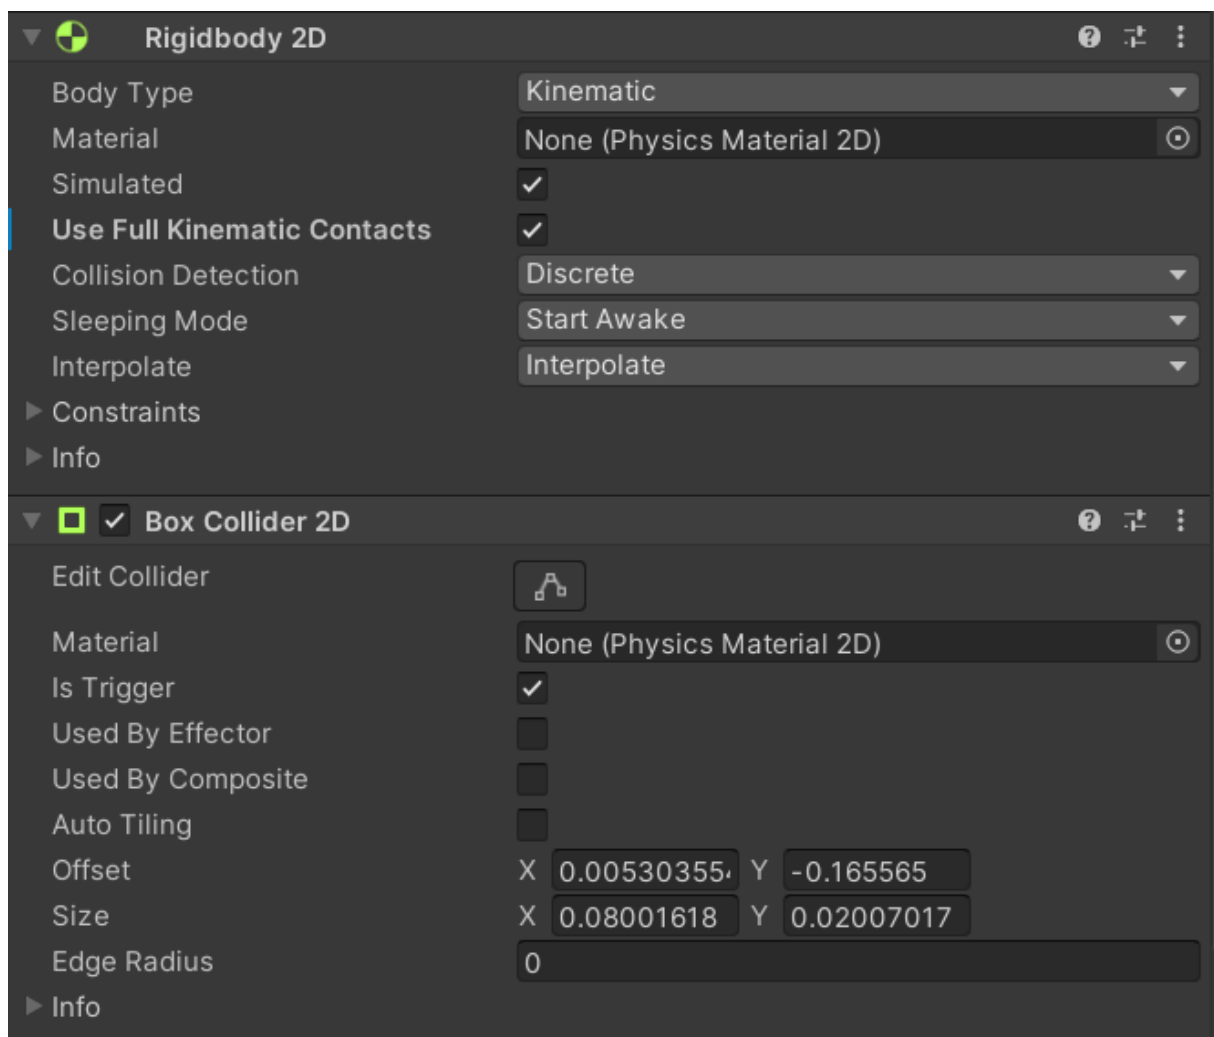 Rigidbody 2D
Body Type Kinematic
Material None (Physics Material 2D)
Simulated
Use Full Kinematic Contacts
Collision Detection Discrete
Sleeping Mode Start Awake
Interpolate Interpolate
Constraints
Info
Box Collider 2D
Edit Collider
Material None (Physics Material 2D)
Is Trigger
Used By Effector
Used By Composite
Auto Tiling
Offset X 0.00530355 Y -0.165565
Size X 0.08001618 Y 0.02007017
Edge Radius 0
Info